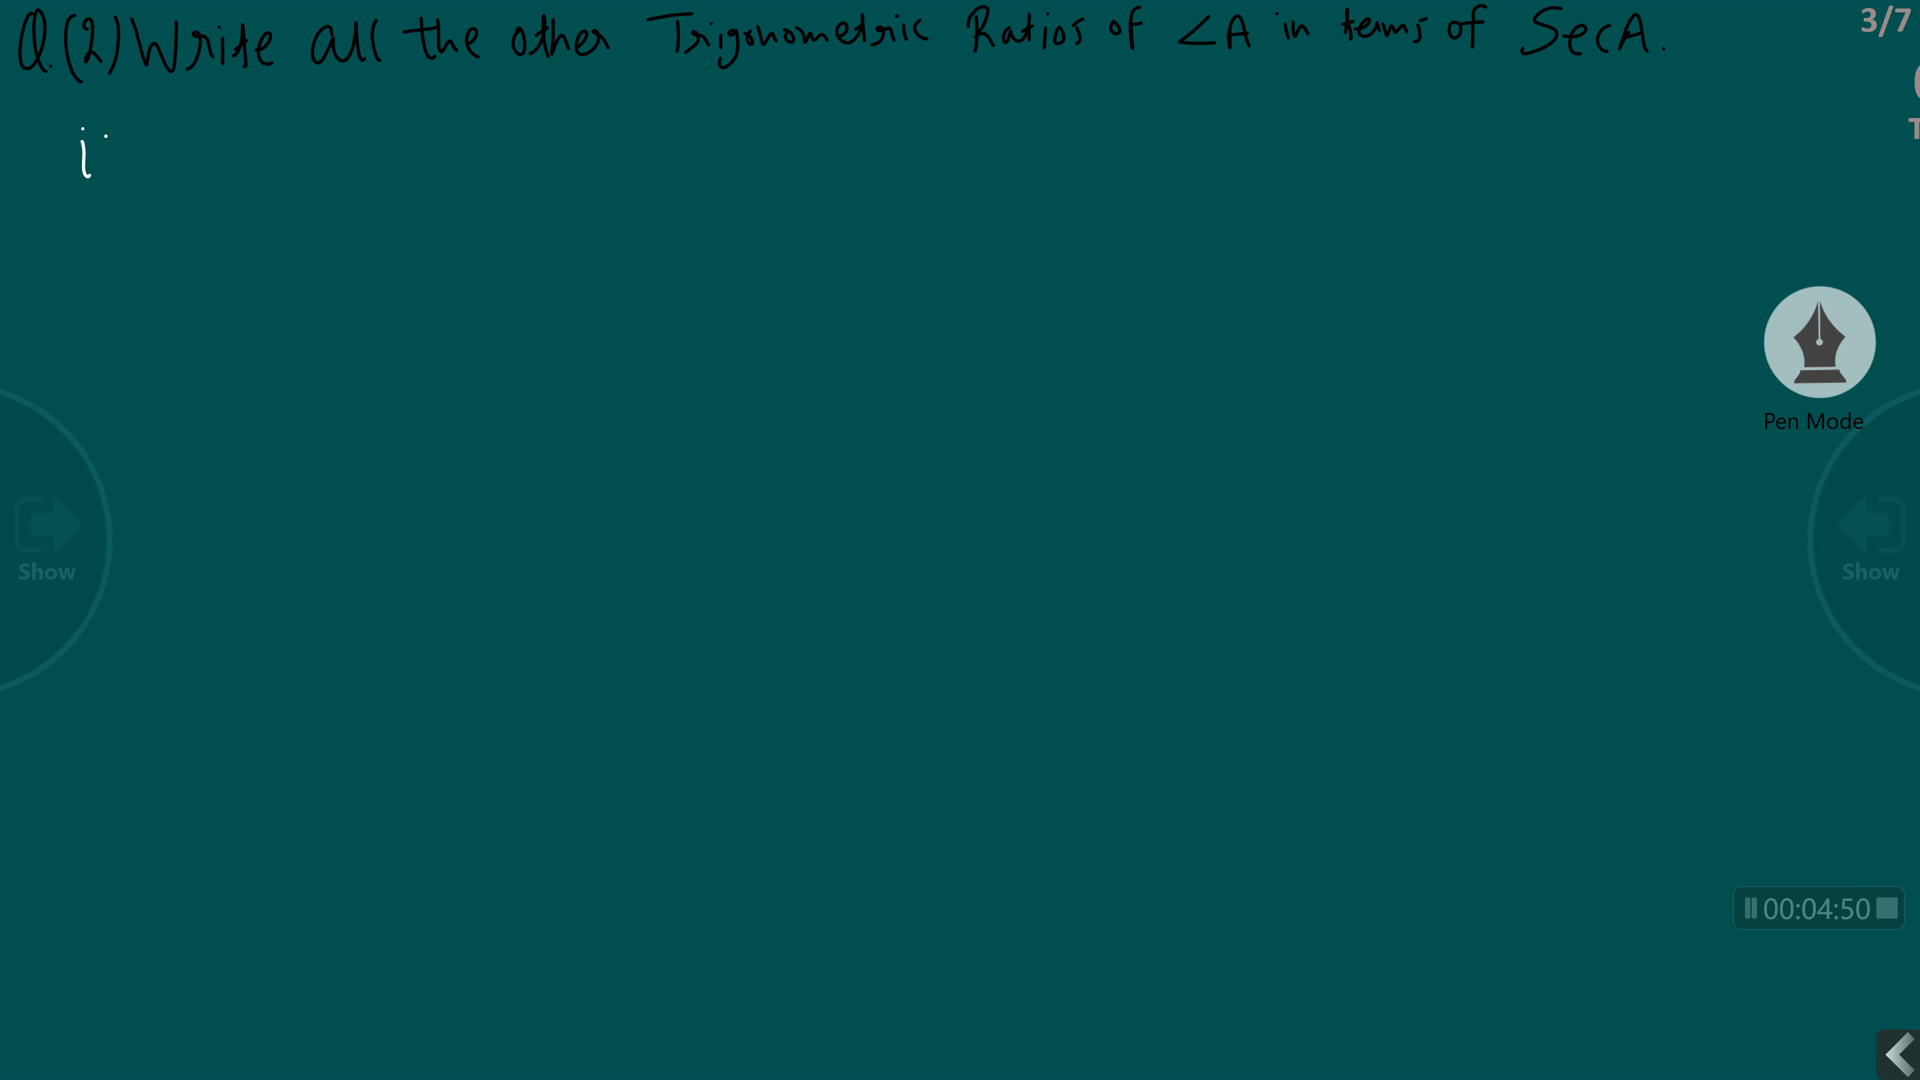 Q.(2) Write all the other Trigonometric Ratios of ∠A in terms of SecA.
3/7
i
Pen Mode
Show
Show
00:04:50